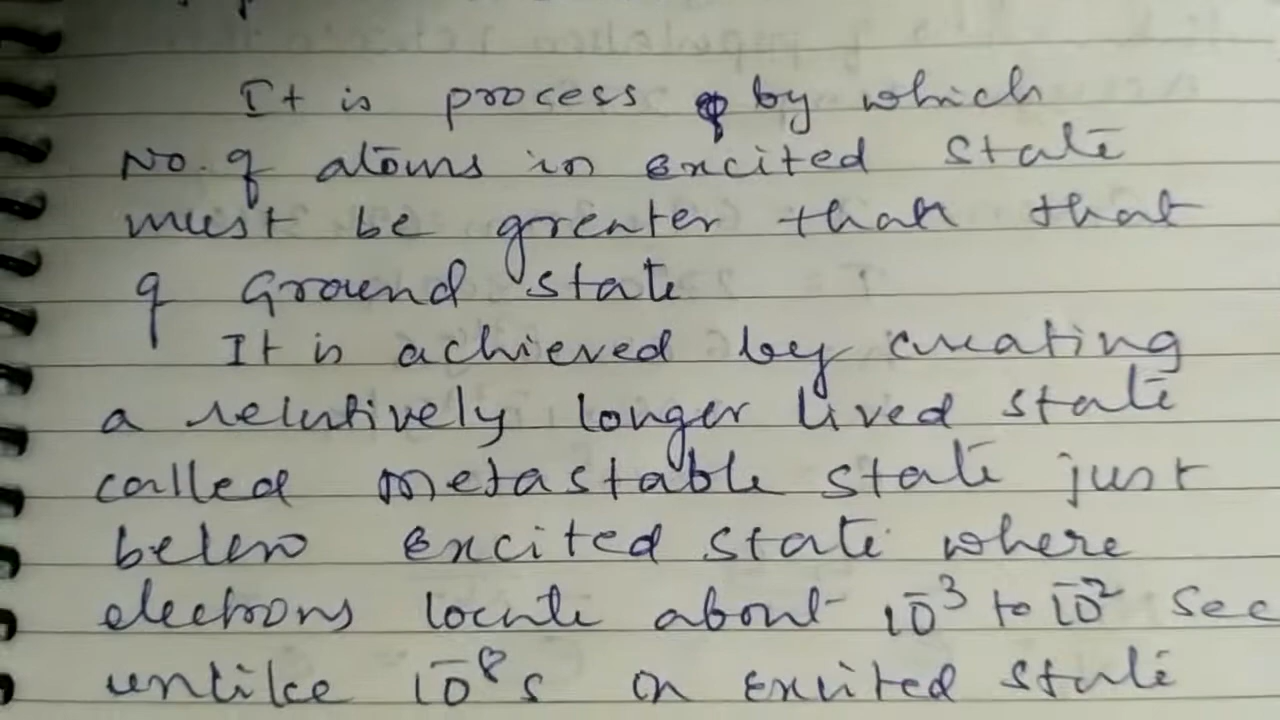 It is process by which
No. of atoms in excited state
must be greater than that
of Ground state
It is achieved by creating
a relatively longer lived state
called metastable state just
below excited state where
electrons locate about 10⁻³ to 10⁻² sec
unlike 10⁻⁸ s in excited state